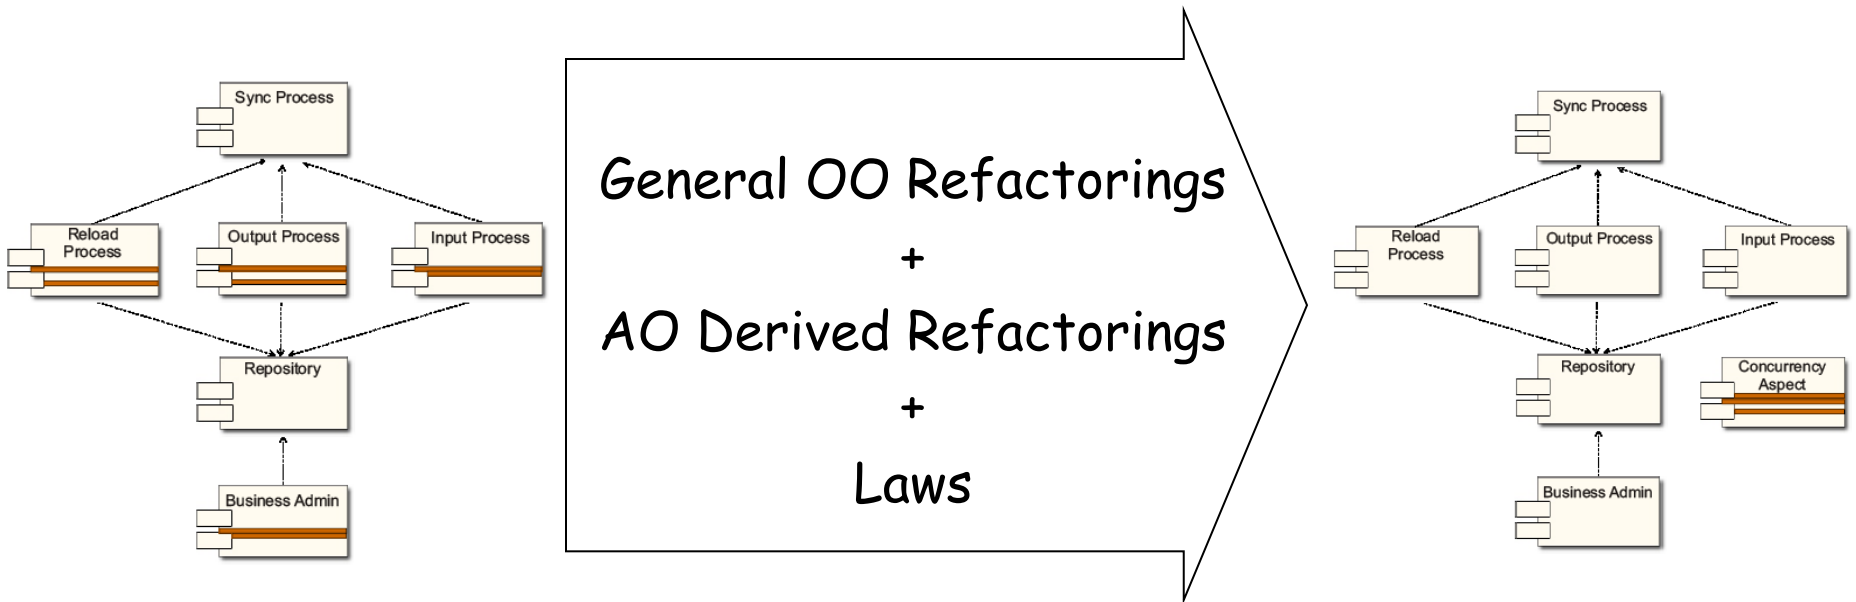 Sync Process
Reload
Process
Output Process
Input Process
Repository
Business Admin
General OO Refactorings
+
AO Derived Refactorings
+
Laws
Sync Process
Reload
Process
Output Process
Input Process
Repository
Concurrency
Aspect
Business Admin